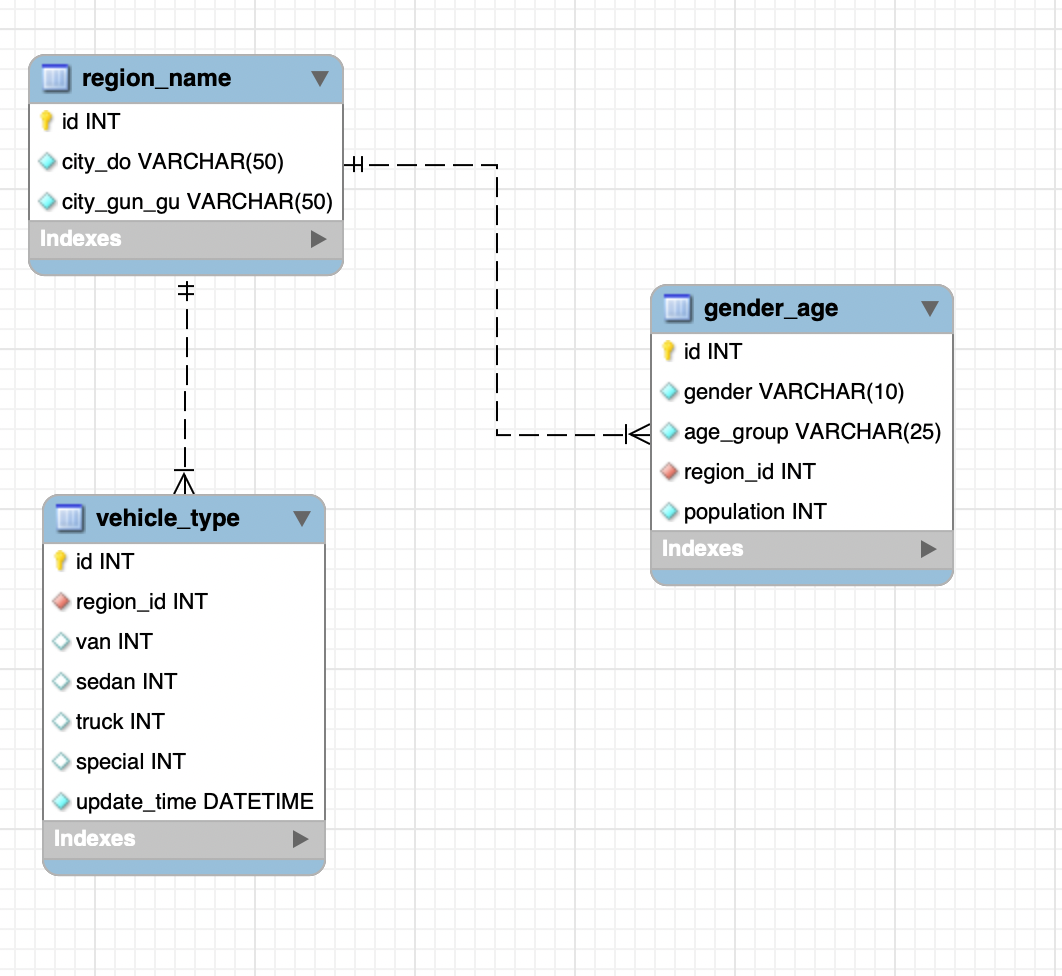 region_name
id INT
city_do VARCHAR(50)
city_gun_gu VARCHAR(50)
Indexes
gender_age
id INT
gender VARCHAR(10)
age_group VARCHAR(25)
region_id INT
population INT
Indexes
vehicle_type
id INT
region_id INT
van INT
sedan INT
truck INT
special INT
update_time DATETIME
Indexes